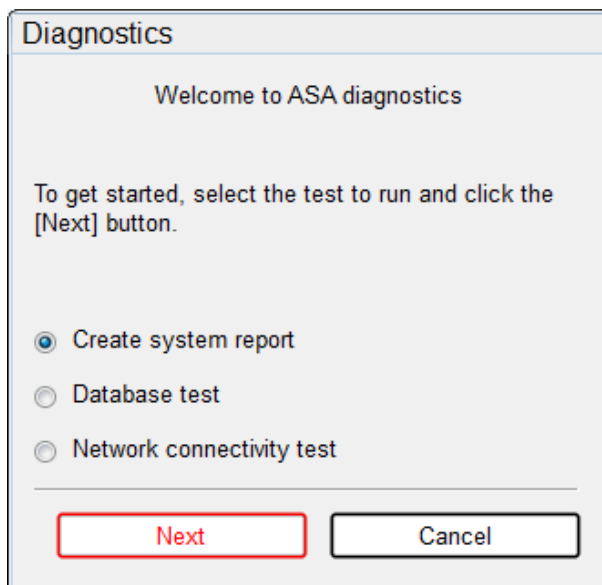 Diagnostics
Welcome to ASA diagnostics
To get started, select the test to run and click the
[Next] button.
Create system report
Database test
Network connectivity test
Next
Cancel